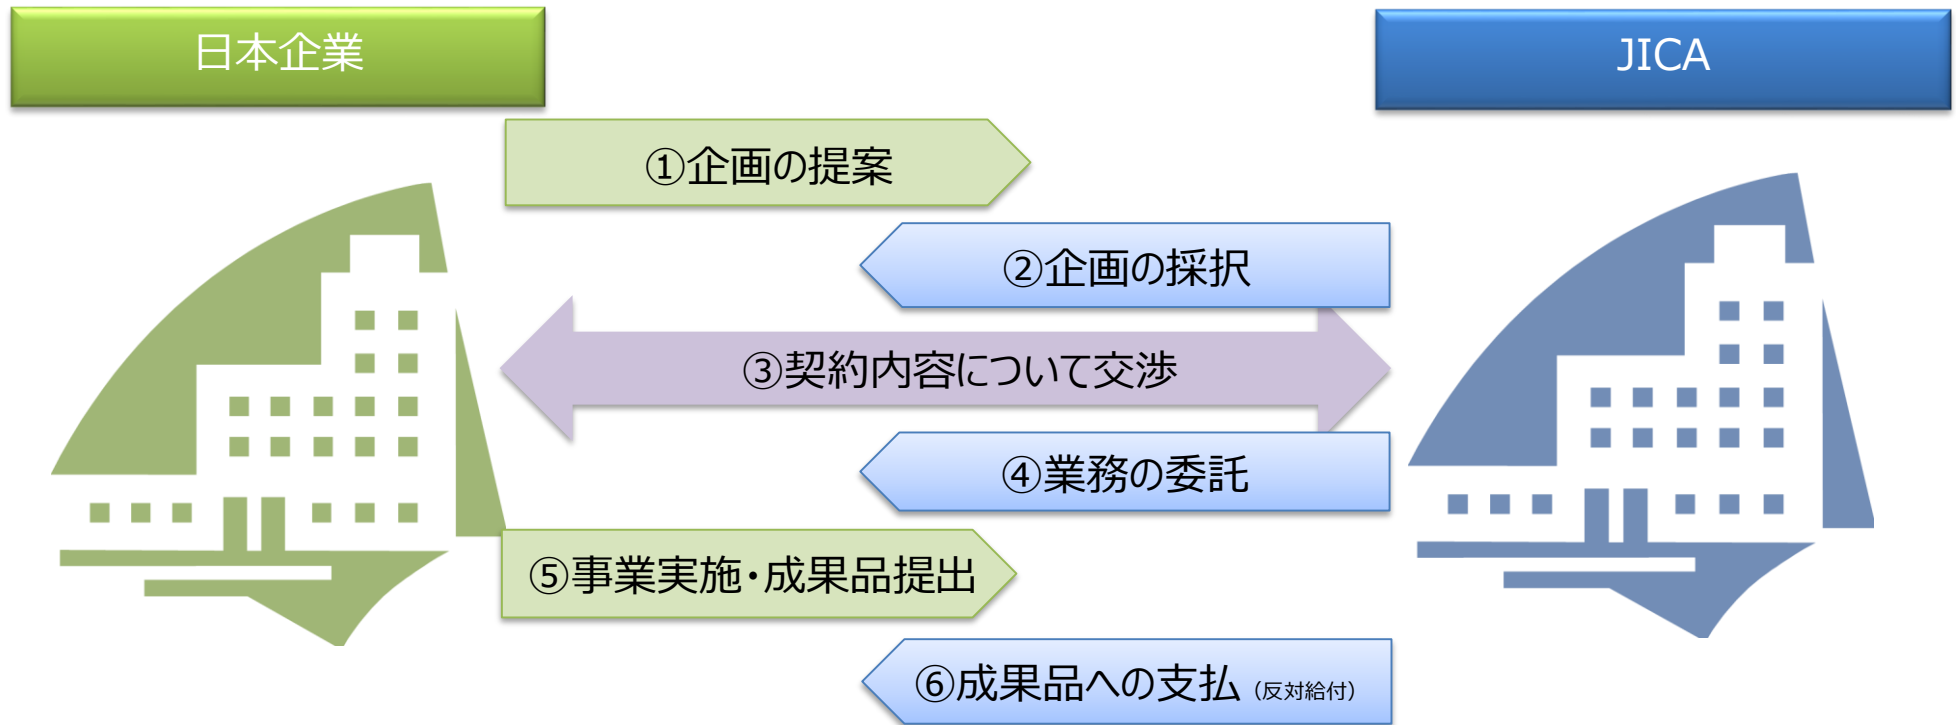 日本企業
JICA
①企画の提案
②企画の採択
③契約内容について交渉
④業務の委託
⑤事業実施・成果品提出
⑥成果品への支払（反対給付）